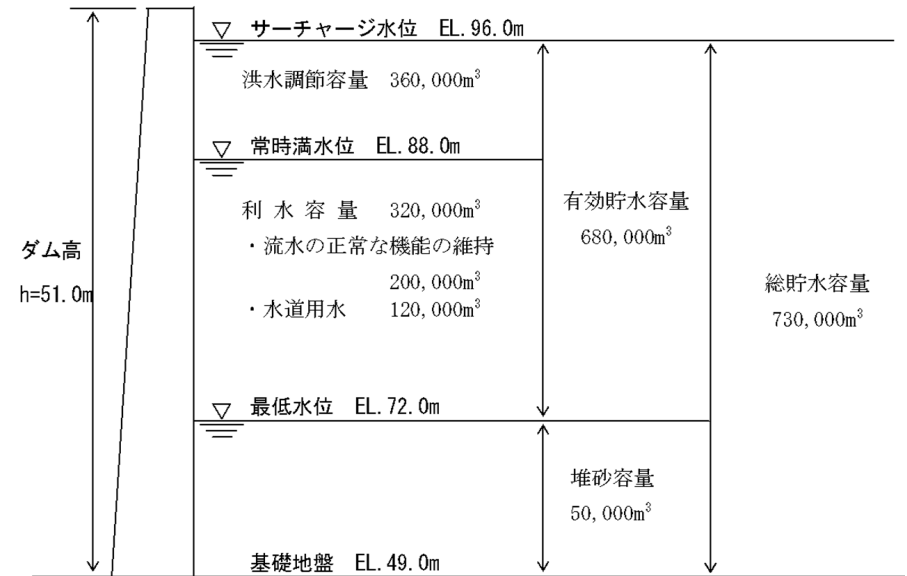 サーチャージ水位 EL.96.0m
洪水調節容量 360,000m³
常時満水位 EL.88.0m
利水容量 320,000m³
・流水の正常な機能の維持
200,000m³
・水道用水 120,000m³
有効貯水容量
680,000m³
ダム高
h=51.0m
総貯水容量
730,000m³
最低水位 EL.72.0m
堆砂容量
50,000m³
基礎地盤 EL.49.0m